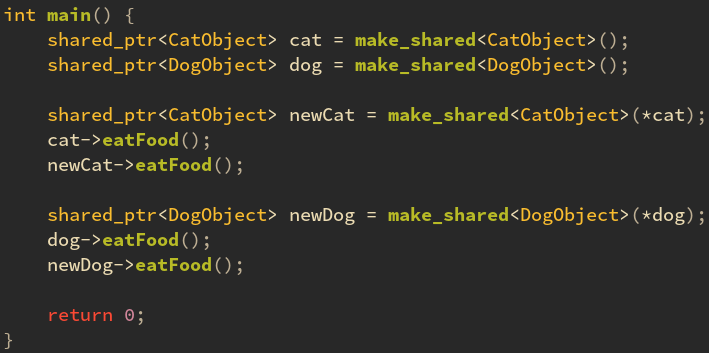 int main() {
    shared_ptr<CatObject> cat = make_shared<CatObject>();
    shared_ptr<DogObject> dog = make_shared<DogObject>();

    shared_ptr<CatObject> newCat = make_shared<CatObject>(*cat);
    cat->eatFood();
    newCat->eatFood();

    shared_ptr<DogObject> newDog = make_shared<DogObject>(*dog);
    dog->eatFood();
    newDog->eatFood();

    return 0;
}